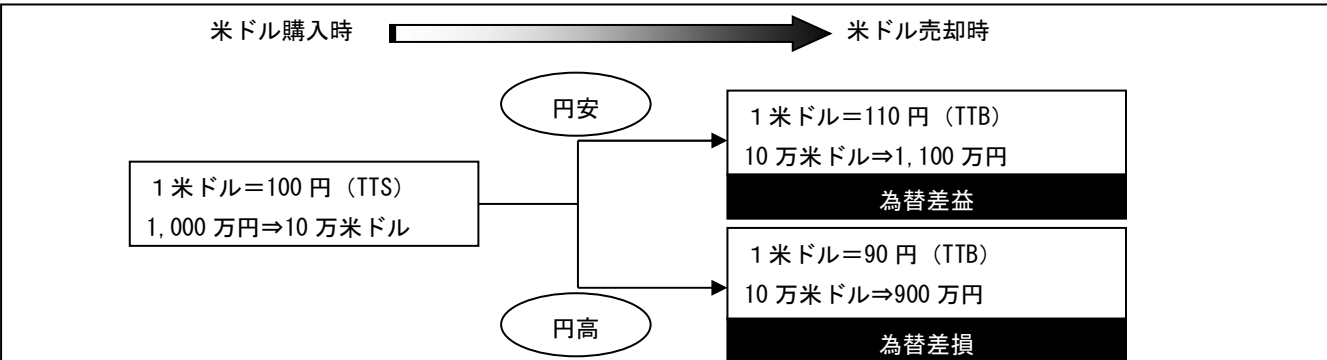 米ドル購入時
米ドル売却時
円安
1米ドル=110円(TTB)
10万米ドル⇒1,100万円
為替差益
1米ドル=100円(TTS)
1,000万円⇒10万米ドル
1米ドル=90円(TTB)
10万米ドル⇒900万円
円高
為替差損